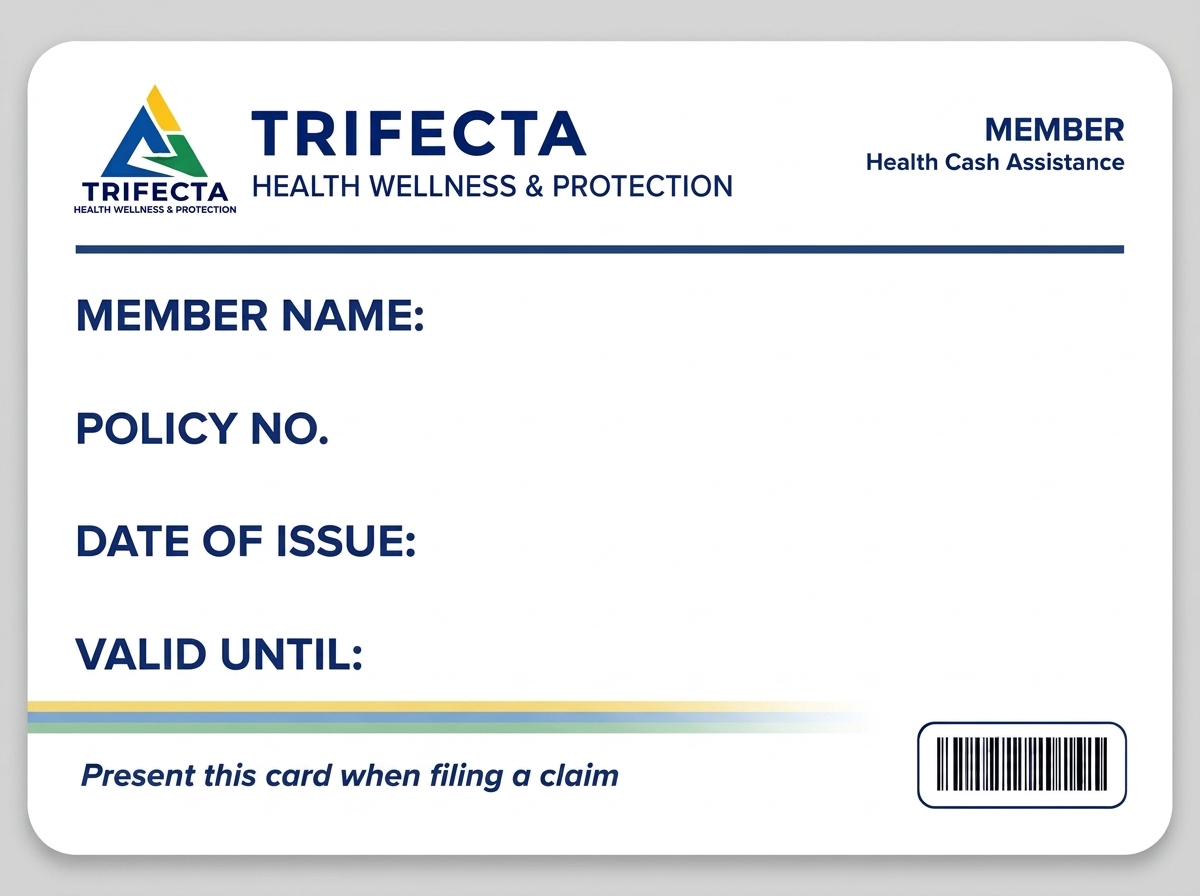 TRIFECTA
HEALTH WELLNESS & PROTECTION
TRIFECTA
HEALTH WELLNESS & PROTECTION
MEMBER
Health Cash Assistance
MEMBER NAME:
POLICY NO.
DATE OF ISSUE:
VALID UNTIL:
Present this card when filing a claim